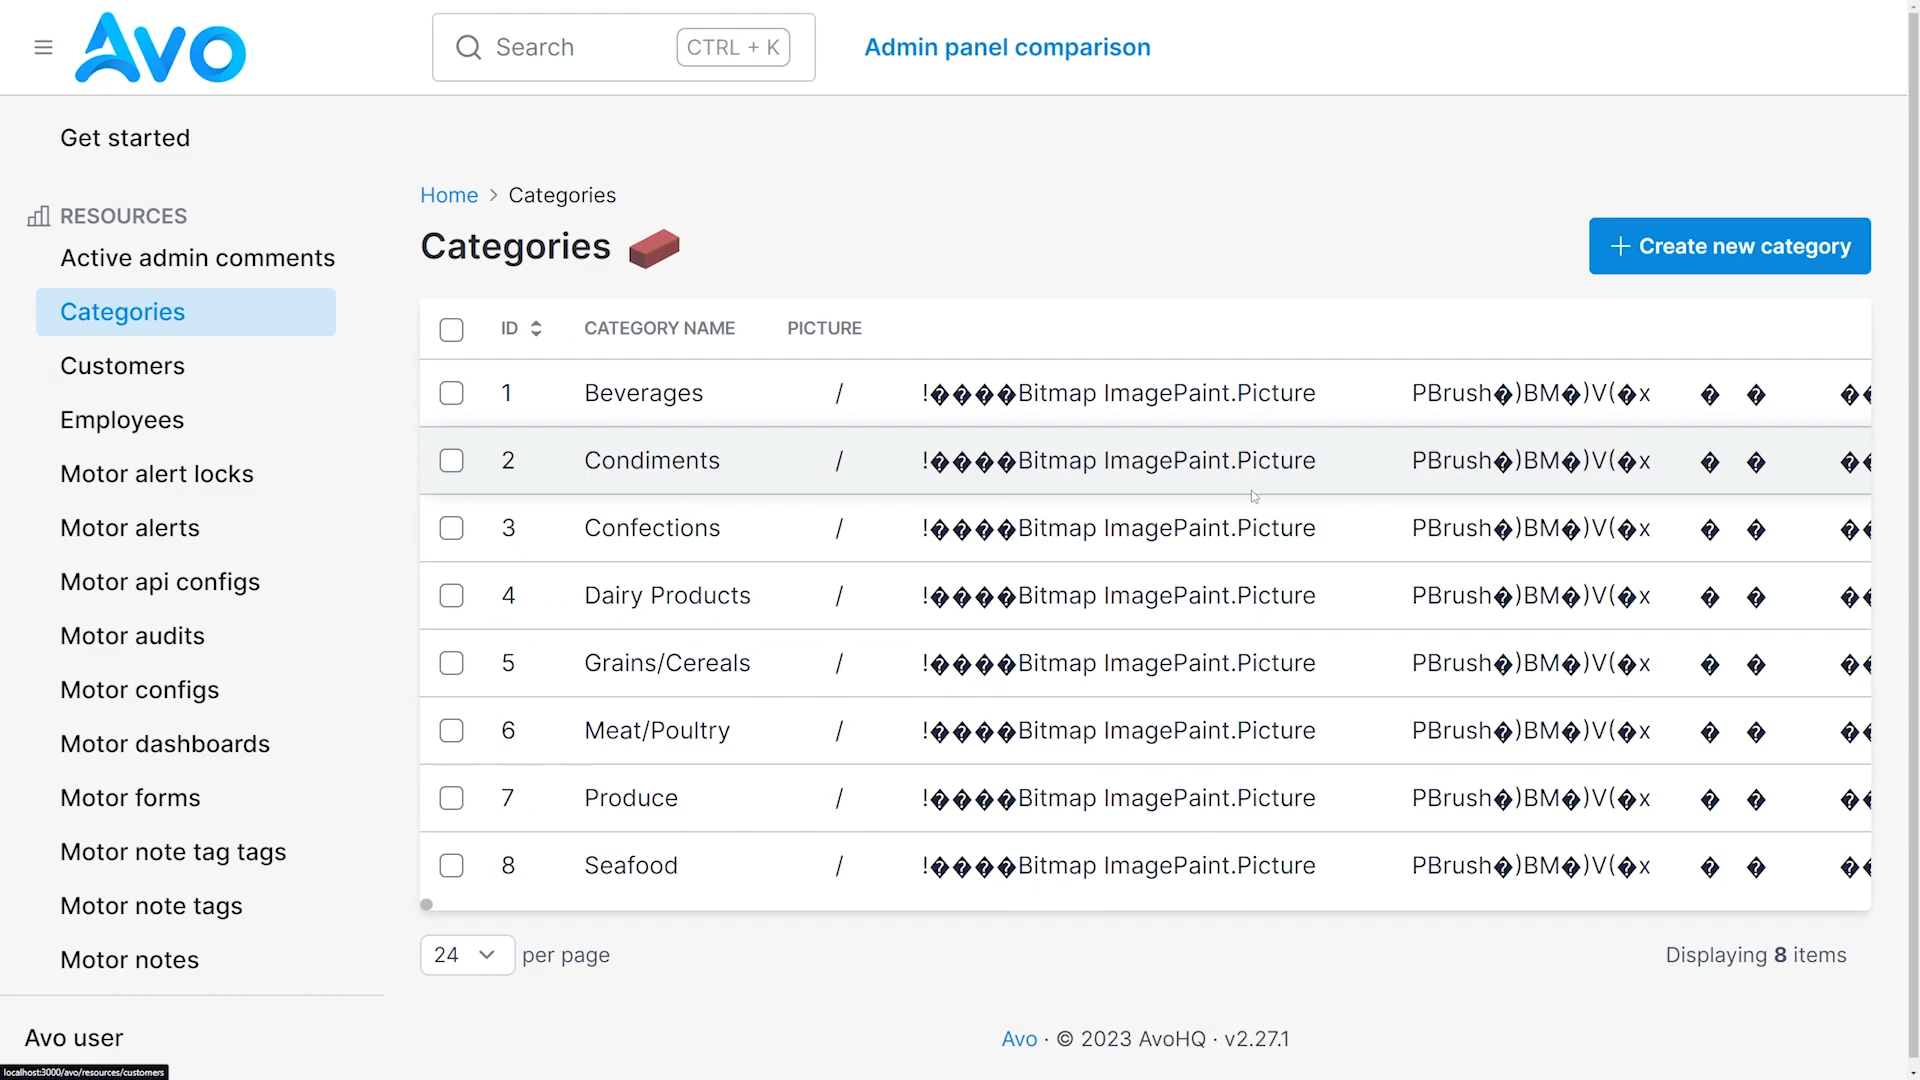 Avo
Search
CTRL + K
Admin panel comparison
Get started
RESOURCES
Active admin comments
Categories
Customers
Employees
Motor alert locks
Motor alerts
Motor api configs
Motor audits
Motor configs
Motor dashboards
Motor forms
Motor note tag tags
Motor note tags
Motor notes
Avo user
Home > Categories
Categories
+ Create new category
ID CATEGORY NAME PICTURE
1 Beverages / !����Bitmap ImagePaint.Picture PBrush�)BM�)V(�x � � ��
2 Condiments / !����Bitmap ImagePaint.Picture PBrush�)BM�)V(�x � � ��
3 Confections / !����Bitmap ImagePaint.Picture PBrush�)BM�)V(�x � � ��
4 Dairy Products / !����Bitmap ImagePaint.Picture PBrush�)BM�)V(�x � � ��
5 Grains/Cereals / !����Bitmap ImagePaint.Picture PBrush�)BM�)V(�x � � ��
6 Meat/Poultry / !����Bitmap ImagePaint.Picture PBrush�)BM�)V(�x � � ��
7 Produce / !����Bitmap ImagePaint.Picture PBrush�)BM�)V(�x � � ��
8 Seafood / !����Bitmap ImagePaint.Picture PBrush�)BM�)V(�x � � ��
24 per page
Displaying 8 items
Avo · © 2023 AvoHQ · v2.27.1
localhost:3000/avo/resources/customers